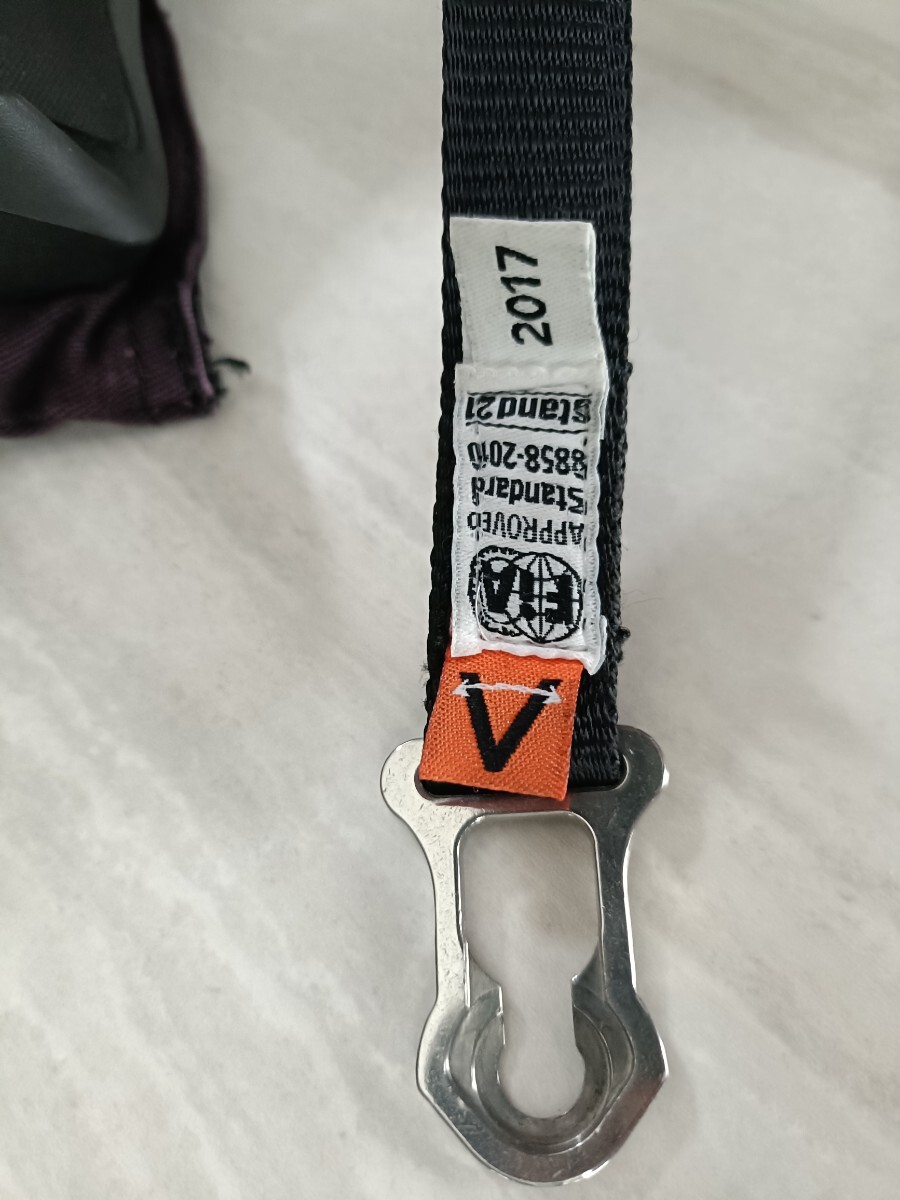 2017
FIA
APPROVED
Standard
8858-2010
Stand21
V